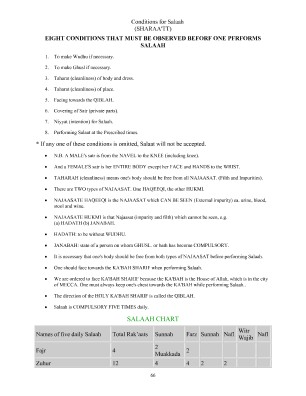 Conditions for Salaah
(SHARAA'TT)
EIGHT CONDITIONS THAT MUST BE OBSERVED BEFORF ONE PERFORMS
SALAAH
1. To make Wudhu if necessary.
2. To make Ghusl if necessary.
3. Taharat (cleanliness) of body and dress.
4. Taharat (cleanliness) of place.
5. Facing towards the QIBLAH.
6. Covering of Satr (private parts).
7. Niyyat (intention) for Salaah.
8. Performing Salaat at the Prescribed times.
* If any one of these conditions is omitted, Salaat will not be accepted.
• N.B. A MALE's satr is from the NAVEL to the KNEE (including knee).
• And a FEMALE's satr is her ENTIRE BODY except her FACE and HANDS to the WRIST.
• TAHARAH (cleanliness) means one's body should be free from all NAJAASAT. (Filth and Impurities).
• There are TWO types of NAJAASAT. One HAQEEQI, the other HUKMI.
• NAJAASATE HAQEEQI is the NAJAASAT which CAN BE SEEN (External impurity) ex. urine, blood,
stool and wine.
• NAJAASATE HUKMI is that Najaasat (impurity and filth) which cannot be seen, e.g.
(a) HADATH (b) JANABAH.
• HADATH: to be without WUDHU.
• JANABAH: state of a person on whom GHUSL, or bath has become COMPULSORY.
• It is necessary that one's body should be free from both types of NAJAASAT before performing Salaah.
• One should face towards the KA'BAH SHARIF when performing Salaah.
• We are ordered to face KA'BAH SHARIF because the KA'BAH is the House of Allah, which is in the city
of MECCA. One must always keep one's chest towards the KA'BAH while performing Salaah .
• The direction of the HOLY KA'BAH SHARIF is called the QIBLAH.
• Salaah is COMPULSORY FIVE TIMES daily.
SALAAH CHART
Names of five daily Salaah Total Rak'aats Sunnah Farz Sunnah Nafl Witr Wajib Nafl
Fajr 4 2 Muakkada 2
Zuhur 12 4 4 2 2
66